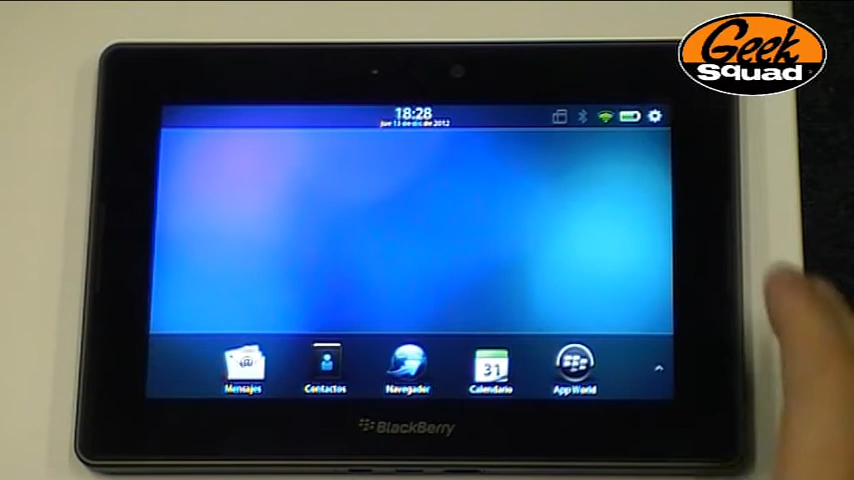 Geek
Squad
18:28
jue 13 de dic de 2012
@
31
Mensajes
Contactos
Navegador
Calendario
App World
BlackBerry